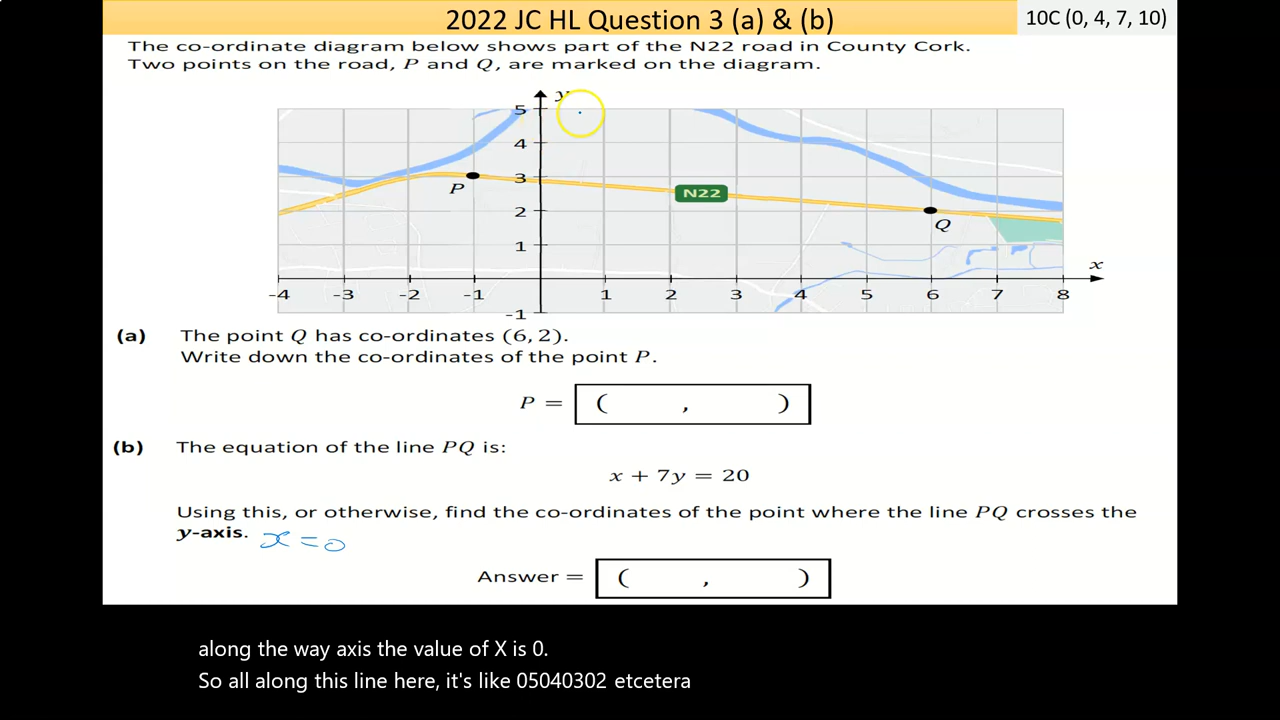 2022 JC HL Question 3 (a) & (b)
10C (0, 4, 7, 10)
The co-ordinate diagram below shows part of the N22 road in County Cork.
Two points on the road, P and Q, are marked on the diagram.
y
5
4
3
P
N22
2
Q
1
x
-4 -3 -2 -1 1 2 3 4 5 6 7 8
-1
(a) The point Q has co-ordinates (6, 2).
Write down the co-ordinates of the point P.
P = ( , )
(b) The equation of the line PQ is:
x + 7y = 20
Using this, or otherwise, find the co-ordinates of the point where the line PQ crosses the
y-axis. x = 0
Answer = ( , )
along the way axis the value of X is 0.
So all along this line here, it's like 05040302 etcetera